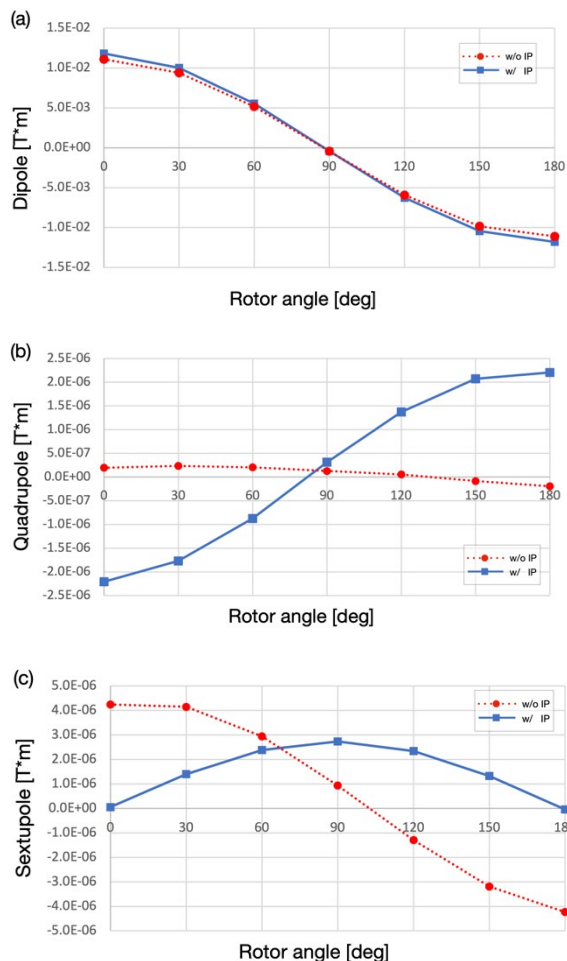 (a)
1.5E-02
1.0E-02
5.0E-03
0.0E+00
-5.0E-03
-1.0E-02
-1.5E-02
Dipole [T*m]
w/o IP
w/ IP
0 30 60 90 120 150 180
Rotor angle [deg]
(b)
2.5E-06
2.0E-06
1.5E-06
1.0E-06
5.0E-07
0.0E+00
-5.0E-07
-1.0E-06
-1.5E-06
-2.0E-06
-2.5E-06
Quadrupole [T*m]
0 30 60 90 120 150 180
w/o IP
w/ IP
Rotor angle [deg]
(c)
5.0E-06
4.0E-06
3.0E-06
2.0E-06
1.0E-06
0.0E+00
-1.0E-06
-2.0E-06
-3.0E-06
-4.0E-06
-5.0E-06
Sextupole [T*m]
w/o IP
w/ IP
0 30 60 90 120 150 180
Rotor angle [deg]